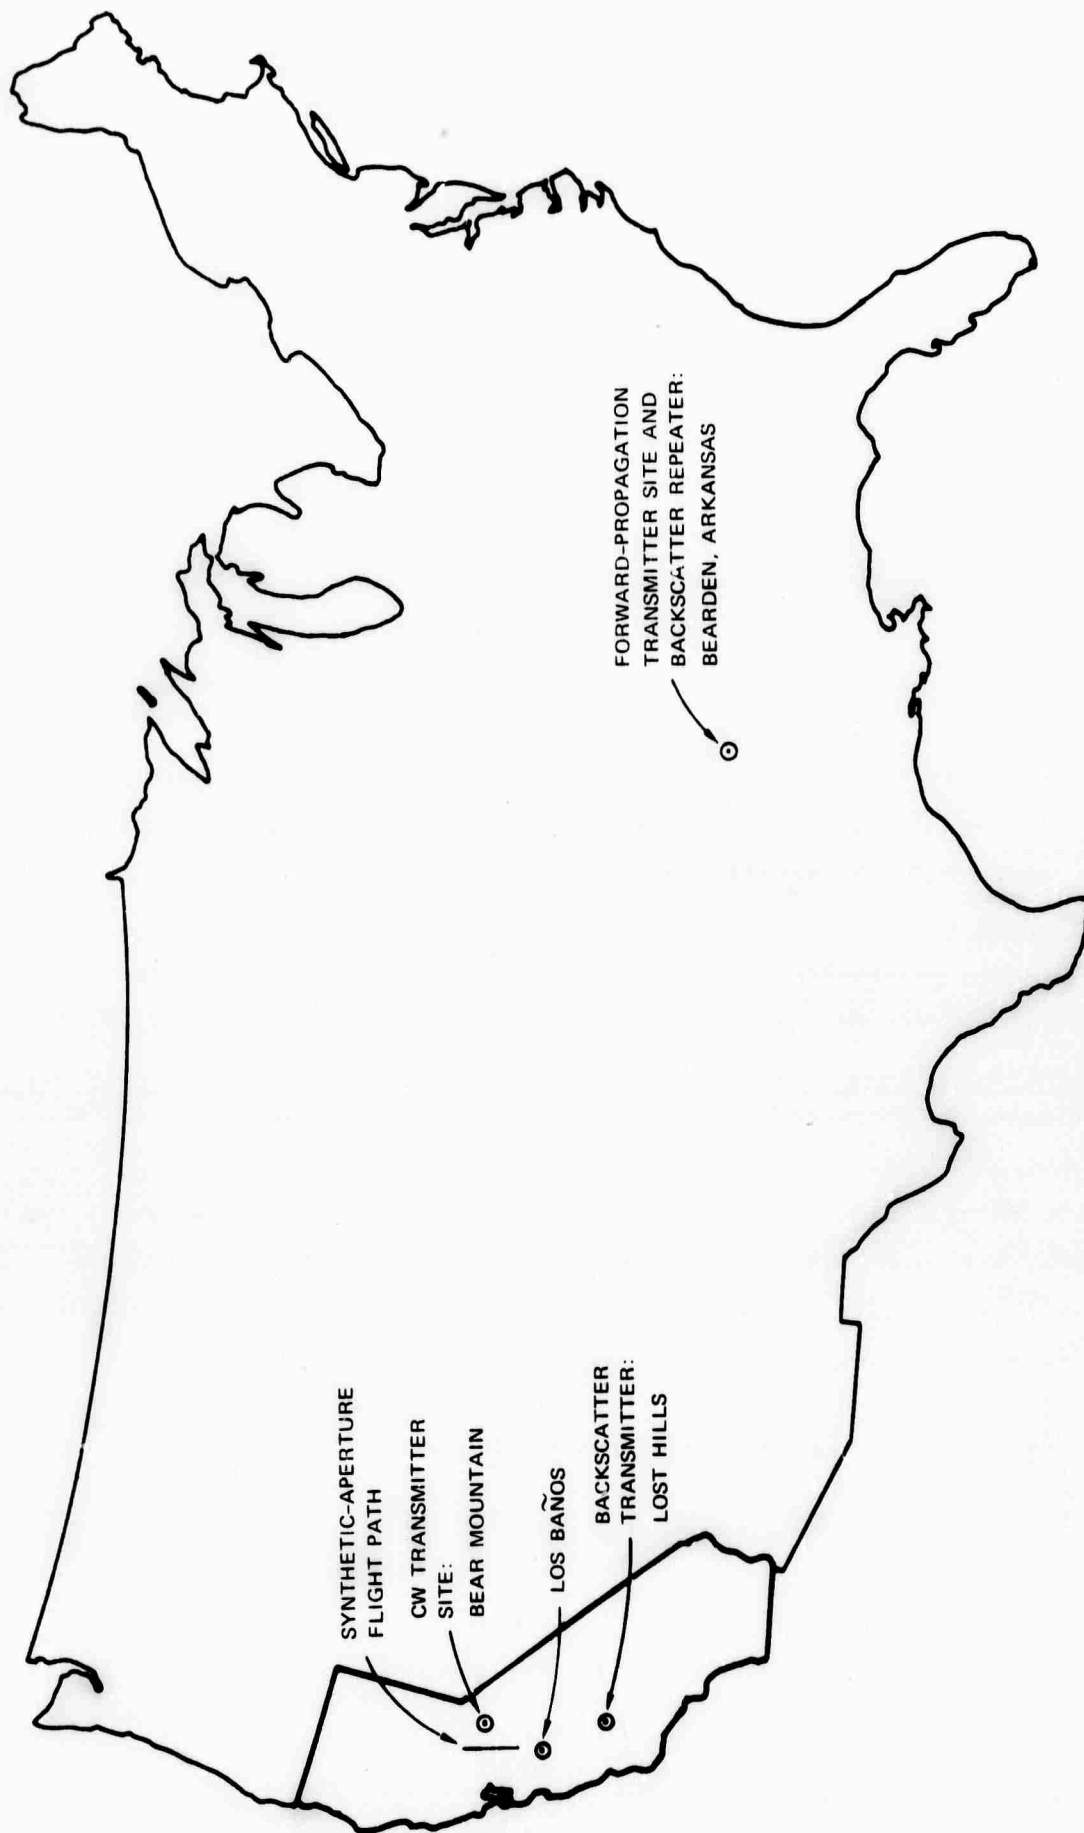 SYNTHETIC-APERTURE
FLIGHT PATH
CW TRANSMITTER
SITE:
BEAR MOUNTAIN
LOS BAÑOS
BACKSCATTER
TRANSMITTER:
LOST HILLS
FORWARD-PROPAGATION
TRANSMITTER SITE AND
BACKSCATTER REPEATER:
BEARDEN, ARKANSAS